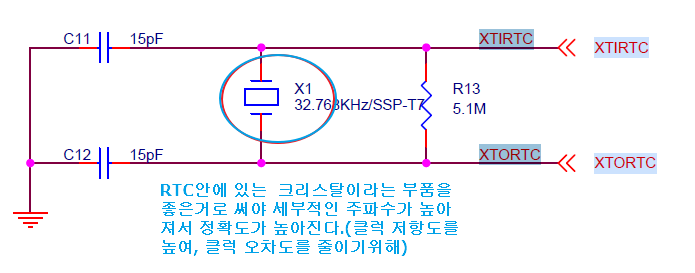 C11 15pF XTIRTC XTIRTC
X1 R13
32.768KHz/SSP-T7 5.1M
C12 15pF XTORTC XTORTC
RTC안에 있는 크리스탈이라는 부품을
좋은거로 써야 세부적인 주파수가 높아
져서 정확도가 높아진다.(클럭 저항도를
높여, 클럭 오차도를 줄이기위해)